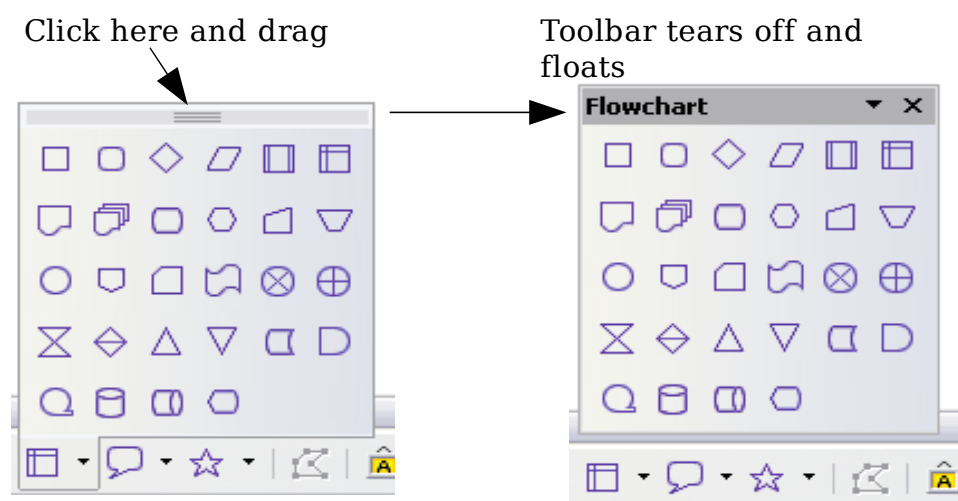 Click here and drag
Toolbar tears off and
floats
Flowchart
A
A